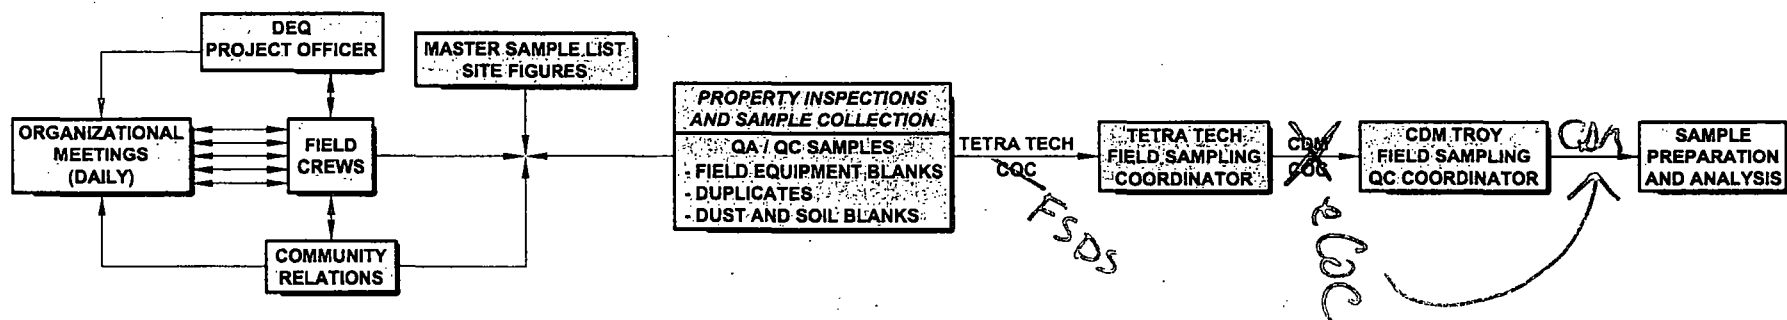 DEQ
PROJECT OFFICER
MASTER SAMPLE LIST
SITE FIGURES
ORGANIZATIONAL
MEETINGS
(DAILY)
FIELD
CREWS
COMMUNITY
RELATIONS
PROPERTY INSPECTIONS
AND SAMPLE COLLECTION
QA / QC SAMPLES
- FIELD EQUIPMENT BLANKS
- DUPLICATES
- DUST AND SOIL BLANKS
TETRA TECH
COC
FSDS
TETRA TECH
FIELD SAMPLING
COORDINATOR
CDM
COC
eCOC
CDM TROY
FIELD SAMPLING
QC COORDINATOR
CDM
SAMPLE
PREPARATION
AND ANALYSIS